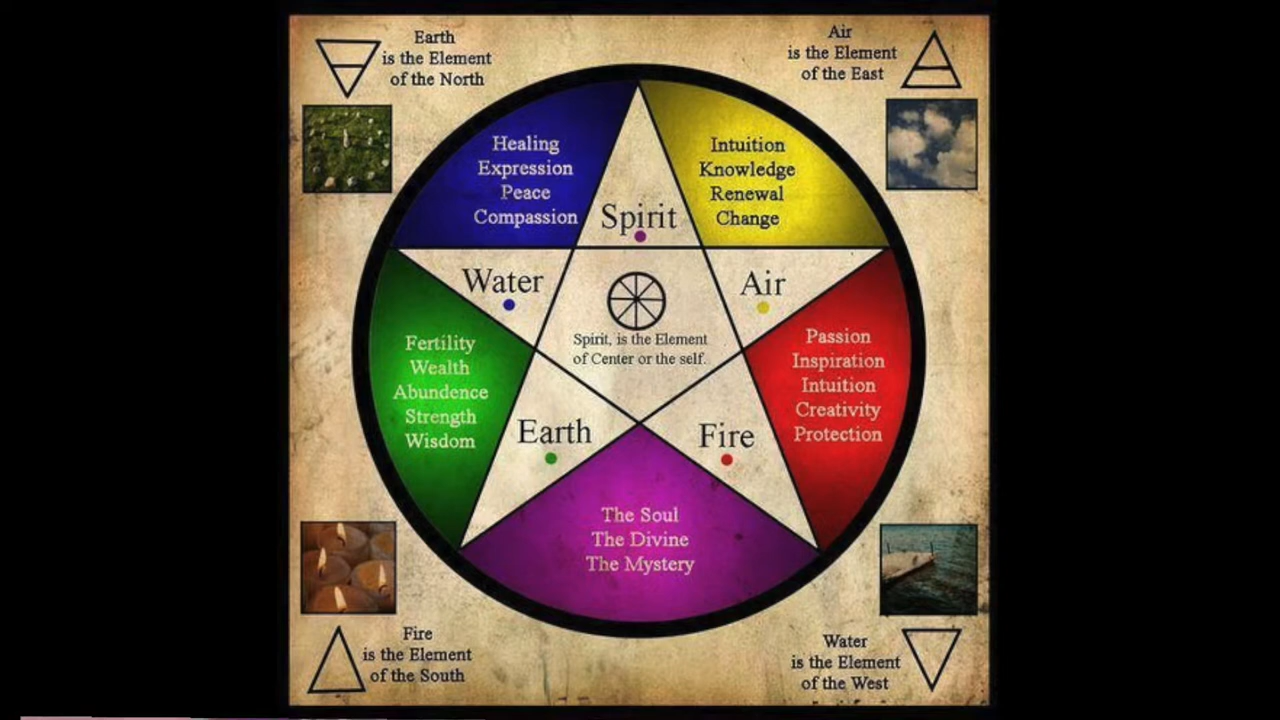 Earth
is the Element
of the North
Air
is the Element
of the East
Healing
Expression
Peace
Compassion
Intuition
Knowledge
Renewal
Change
Spirit
Water
Air
Spirit, is the Element
of Center or the self.
Fertility
Wealth
Abundence
Strength
Wisdom
Passion
Inspiration
Intuition
Creativity
Protection
Earth
Fire
The Soul
The Divine
The Mystery
Fire
is the Element
of the South
Water
is the Element
of the West